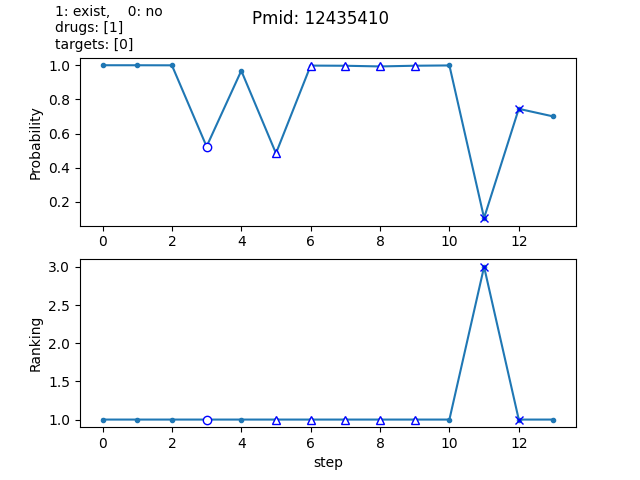 1: exist,    0: no
drugs: [1]
targets: [0]
Pmid: 12435410
1.0
0.8
0.6
0.4
0.2
Probability
0 2 4 6 8 10 12
3.0
2.5
2.0
1.5
1.0
Ranking
0 2 4 6 8 10 12
step